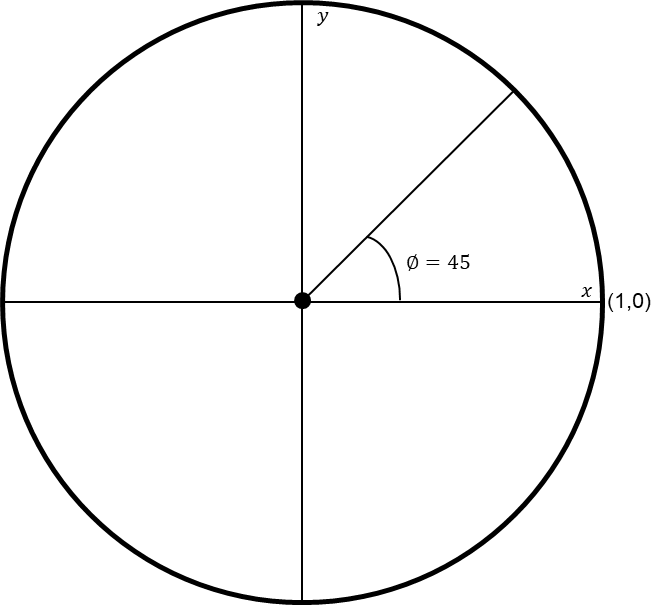 y
∅ = 45
x
(1,0)